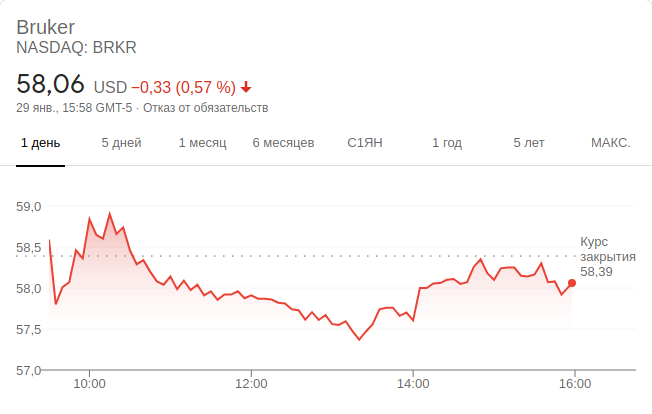 Bruker
NASDAQ: BRKR
58,06 USD −0,33 (0,57 %)
29 янв., 15:58 GMT-5 · Отказ от обязательств
1 день 5 дней 1 месяц 6 месяцев С1ЯН 1 год 5 лет МАКС.
59,0
58,5
58,0
57,5
57,0
Курс
закрытия
58,39
10:00 12:00 14:00 16:00